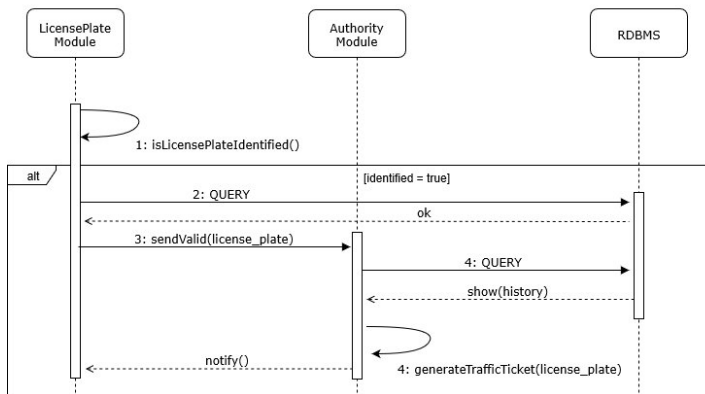 LicensePlate
Module
Authority
Module
RDBMS
1: isLicensePlateIdentified()
alt
[identified = true]
2: QUERY
ok
3: sendValid(license_plate)
4: QUERY
show(history)
notify()
4: generateTrafficTicket(license_plate)